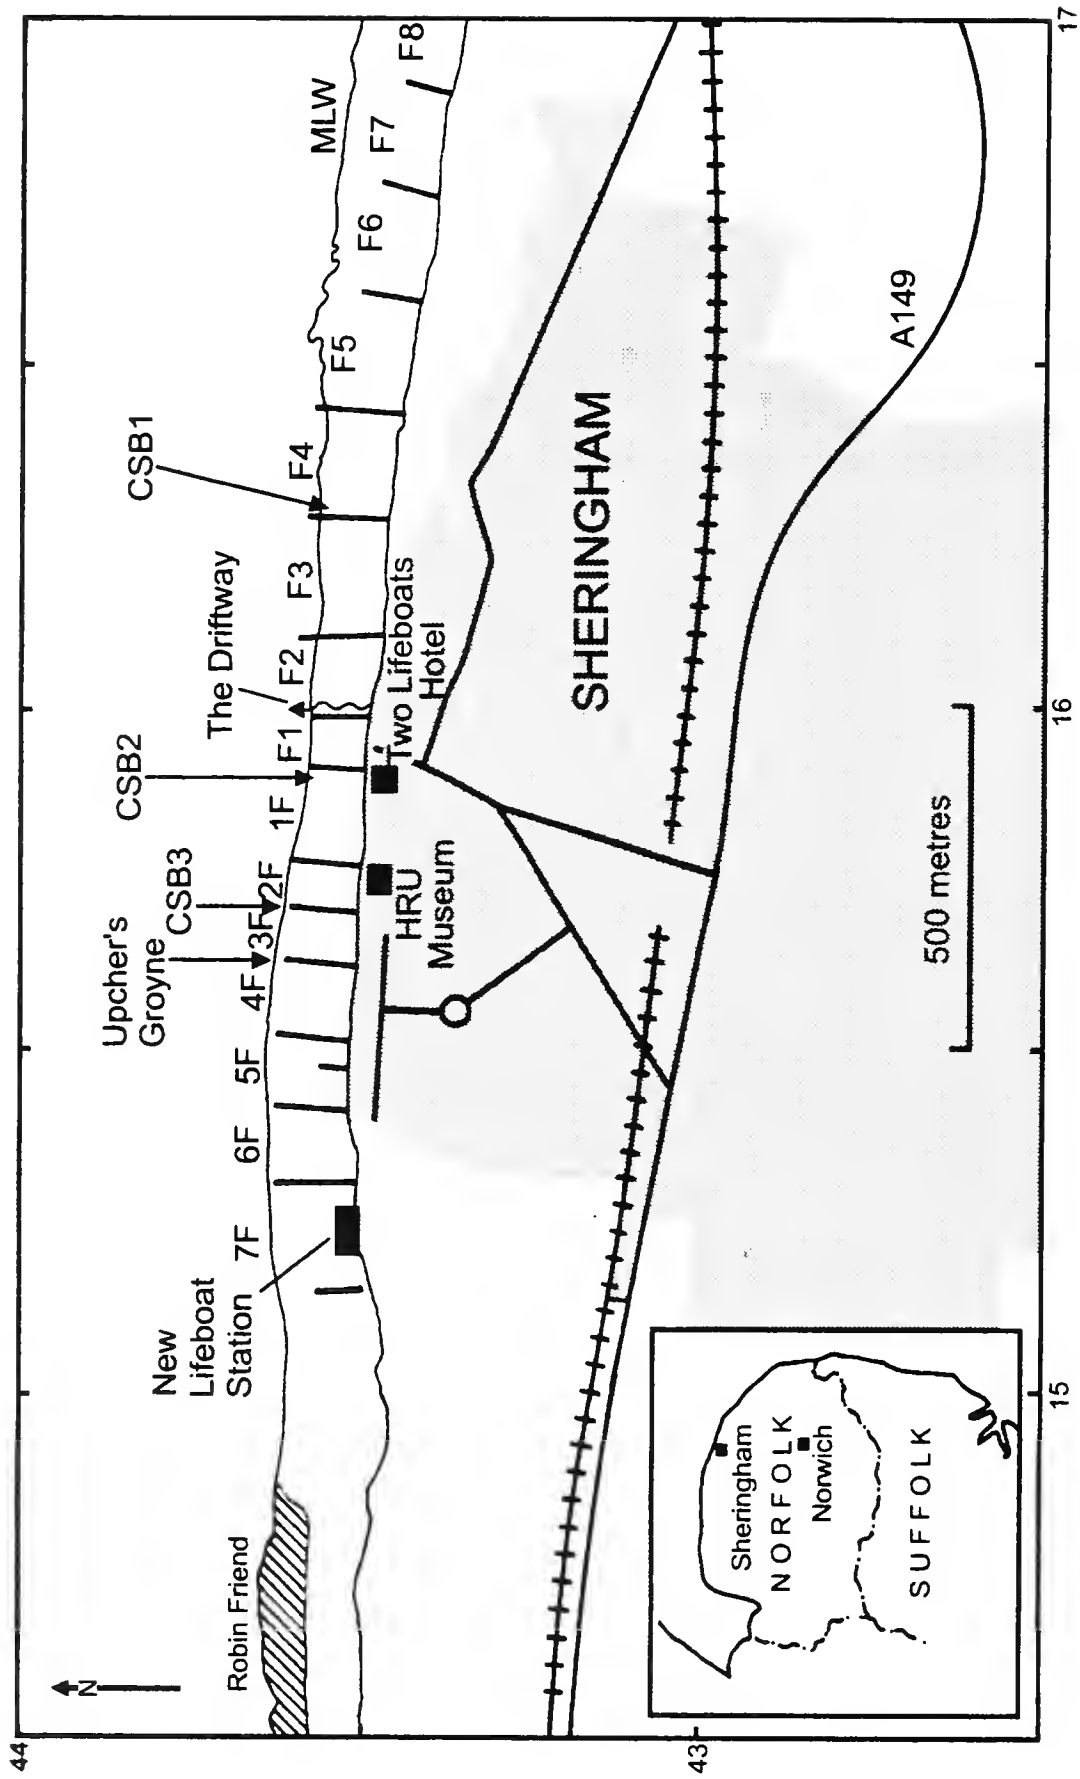 44
N
Robin Friend
New
Lifeboat
Station
7F
6F
5F
4F
3F
2F
1F
F1
F2
F3
F4
F5
F6
F7
F8
MLW
Upcher's
Groyne
CSB3
CSB2
The Driftway
CSB1
HRU
Museum
Two Lifeboats
Hotel
SHERINGHAM
A149
500 metres
43
15
16
17
Sheringham
NORFOLK
Norwich
SUFFOLK